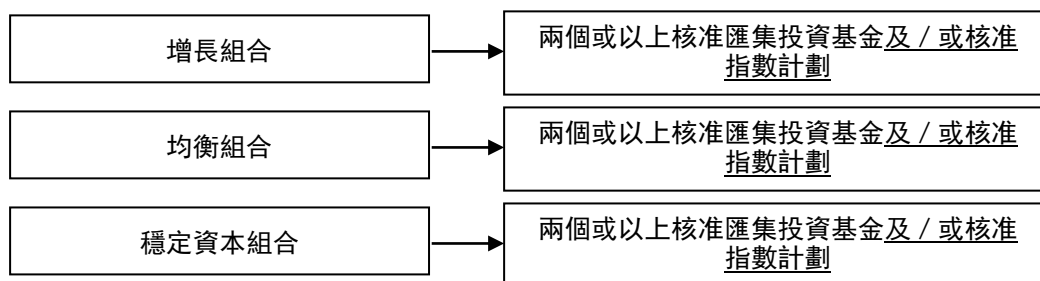 增長組合
兩個或以上核准匯集投資基金及 / 或核准
指數計劃
均衡組合
兩個或以上核准匯集投資基金及 / 或核准
指數計劃
穩定資本組合
兩個或以上核准匯集投資基金及 / 或核准
指數計劃